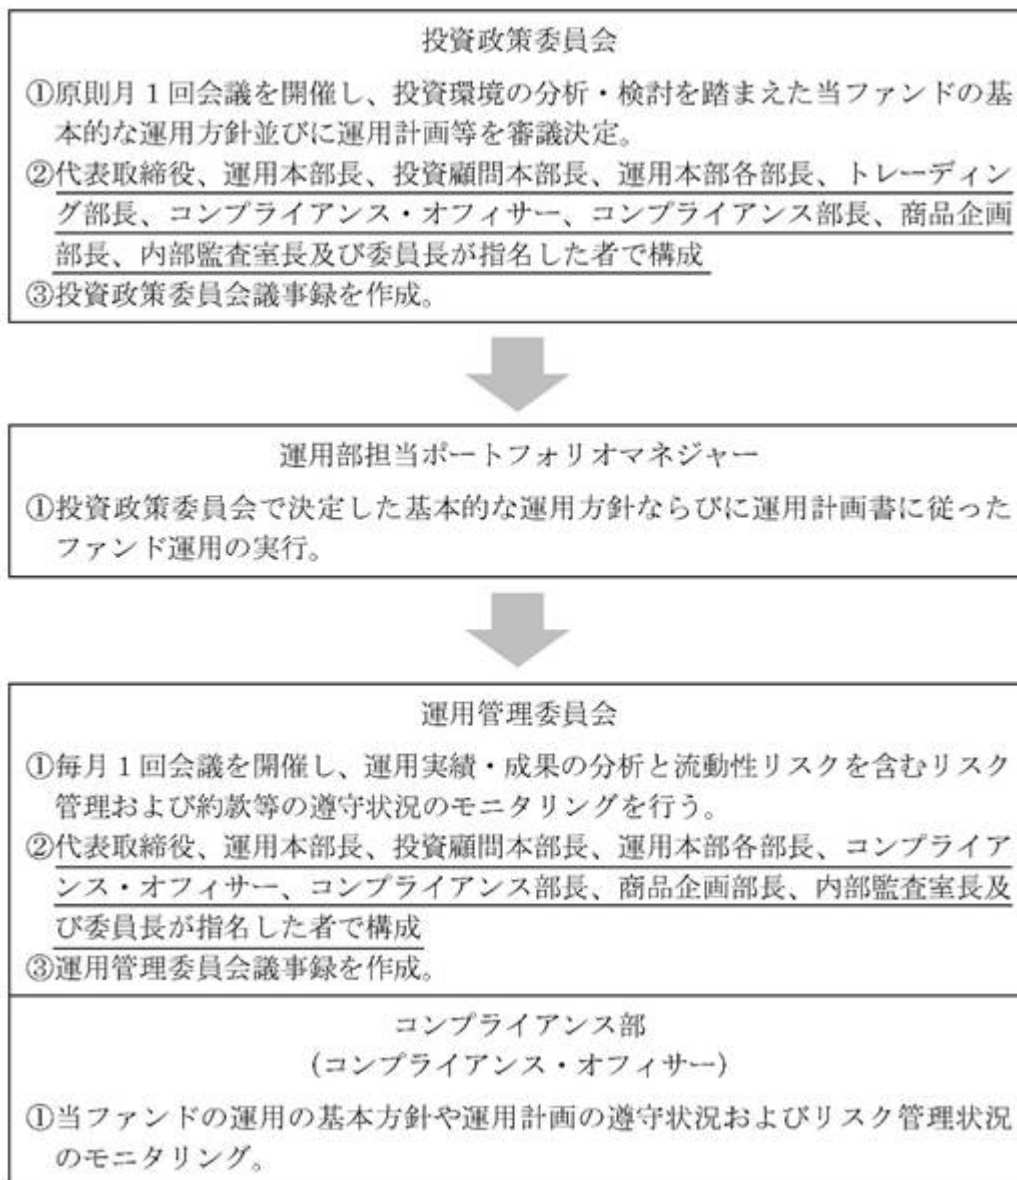 投資政策委員会
①原則月1回会議を開催し、投資環境の分析・検討を踏まえた当ファンドの基
本的な運用方針並びに運用計画等を審議決定。
②代表取締役、運用本部長、投資顧問本部長、運用本部各部長、トレーディン
グ部長、コンプライアンス・オフィサー、コンプライアンス部長、商品企画
部長、内部監査室長及び委員長が指名した者で構成
③投資政策委員会議事録を作成。
運用部担当ポートフォリオマネジャー
①投資政策委員会で決定した基本的な運用方針ならびに運用計画書に従った
ファンド運用の実行。
運用管理委員会
①毎月1回会議を開催し、運用実績・成果の分析と流動性リスクを含むリスク
管理および約款等の遵守状況のモニタリングを行う。
②代表取締役、運用本部長、投資顧問本部長、運用本部各部長、コンプライア
ンス・オフィサー、コンプライアンス部長、商品企画部長、内部監査室長及
び委員長が指名した者で構成
③運用管理委員会議事録を作成。
コンプライアンス部
(コンプライアンス・オフィサー)
①当ファンドの運用の基本方針や運用計画の遵守状況およびリスク管理状況
のモニタリング。